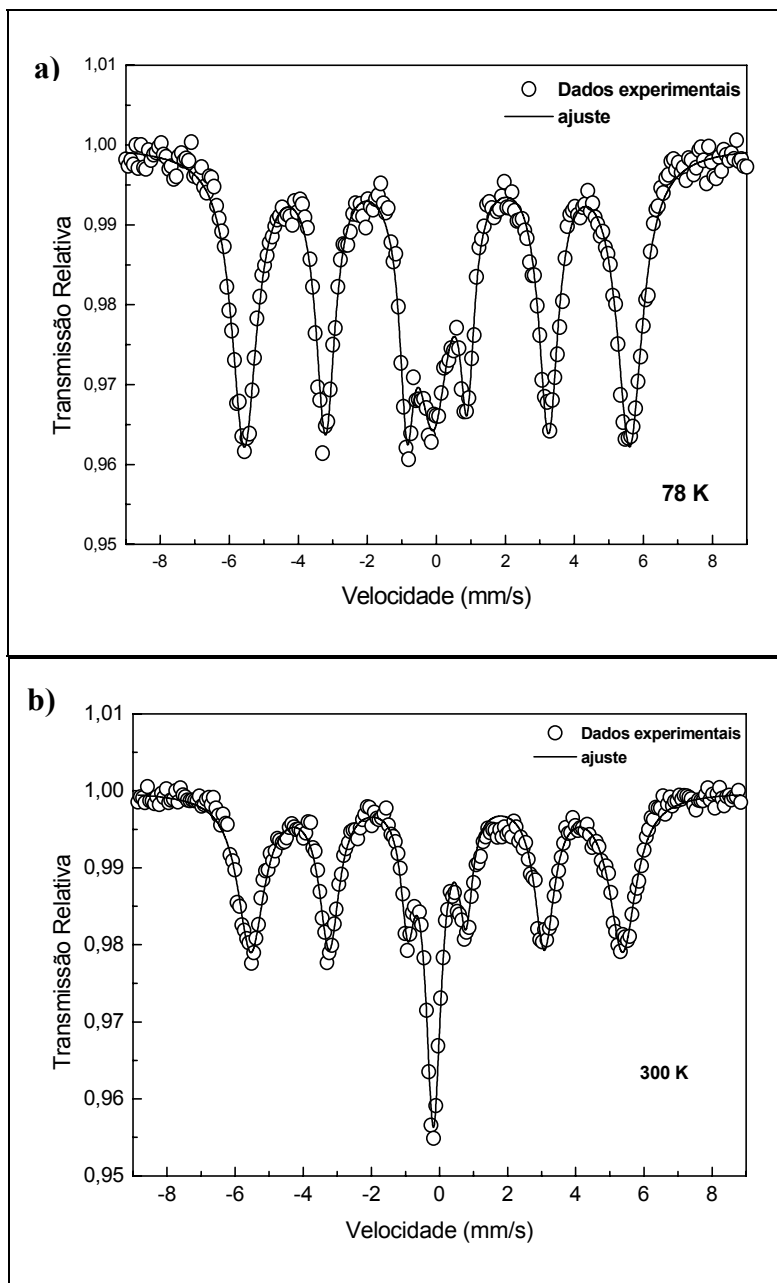 a)
1,01
1,00
0,99
0,98
0,97
0,96
0,95
Transmissão Relativa
Dados experimentais
ajuste
78 K
-8 -6 -4 -2 0 2 4 6 8
Velocidade (mm/s)
b)
1,01
1,00
0,99
0,98
0,97
0,96
0,95
Transmissão Relativa
Dados experimentais
ajuste
300 K
-8 -6 -4 -2 0 2 4 6 8
Velocidade (mm/s)